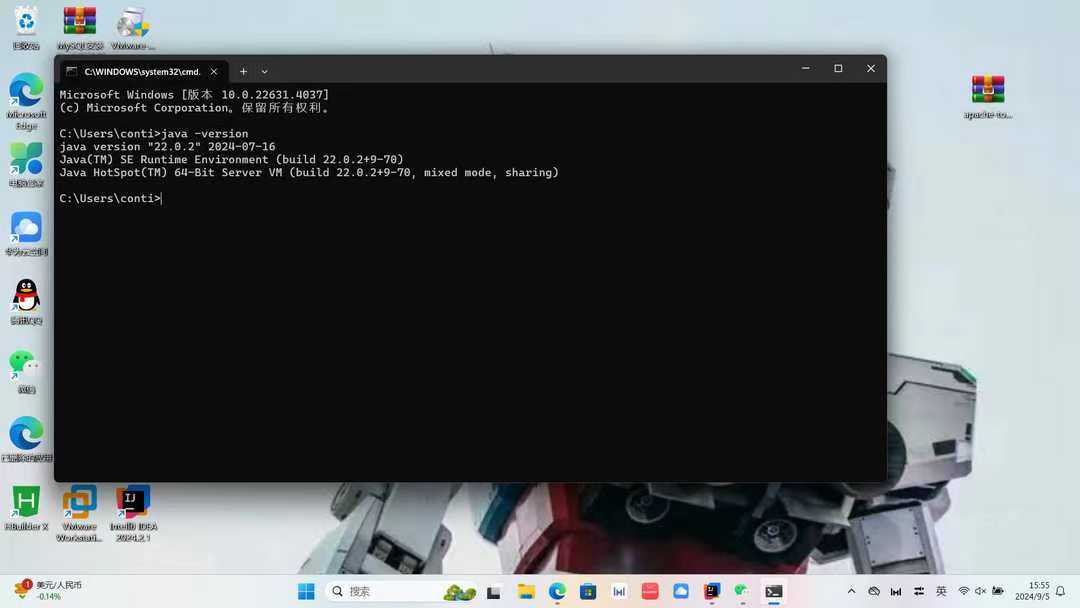 回收站
MySQL安装
VMware ...
C:\WINDOWS\system32\cmd.
Microsoft Windows [版本 10.0.22631.4037]
(c) Microsoft Corporation。保留所有权利。
C:\Users\conti>java -version
java version "22.0.2" 2024-07-16
Java(TM) SE Runtime Environment (build 22.0.2+9-70)
Java HotSpot(TM) 64-Bit Server VM (build 22.0.2+9-70, mixed mode, sharing)
C:\Users\conti>
apache-to...
Microsoft
Edge
电脑管家
华为云空间
腾讯QQ
微信
HBuilder X
VMware
Workstati...
IntelliJ IDEA
2024.2.1
1
美元/人民币
-0.14%
搜索
英
15:55
2024/9/5